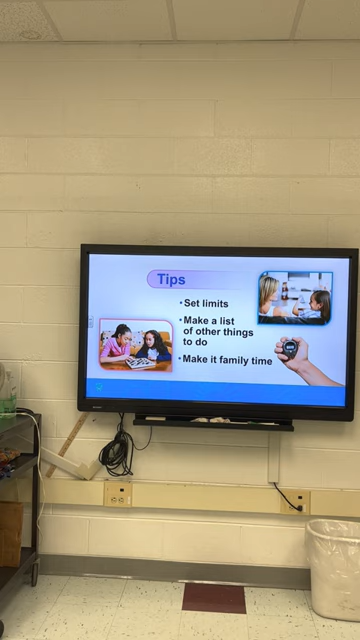 Tips
• Set limits
• Make a list
of other things
to do
• Make it family time